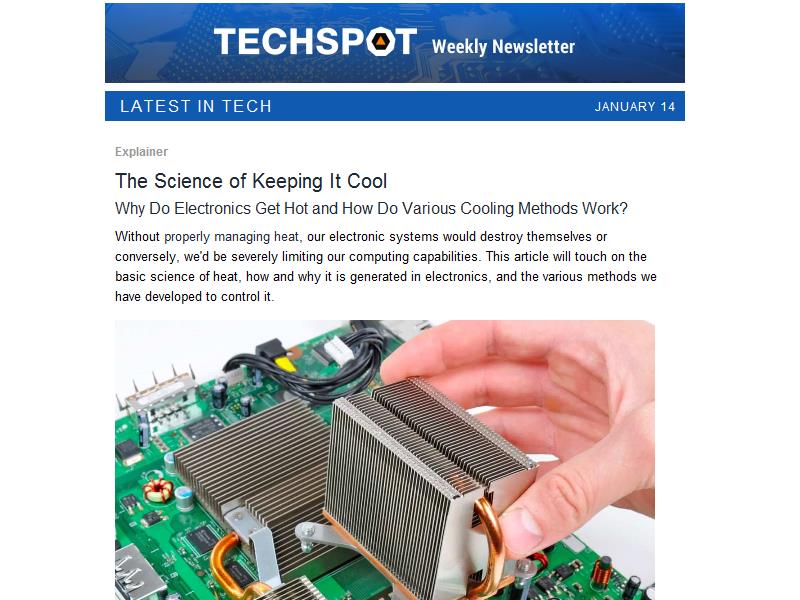 TECHSPOT Weekly Newsletter
LATEST IN TECH JANUARY 14
Explainer
The Science of Keeping It Cool
Why Do Electronics Get Hot and How Do Various Cooling Methods Work?
Without properly managing heat, our electronic systems would destroy themselves or
conversely, we'd be severely limiting our computing capabilities. This article will touch on the
basic science of heat, how and why it is generated in electronics, and the various methods we
have developed to control it.